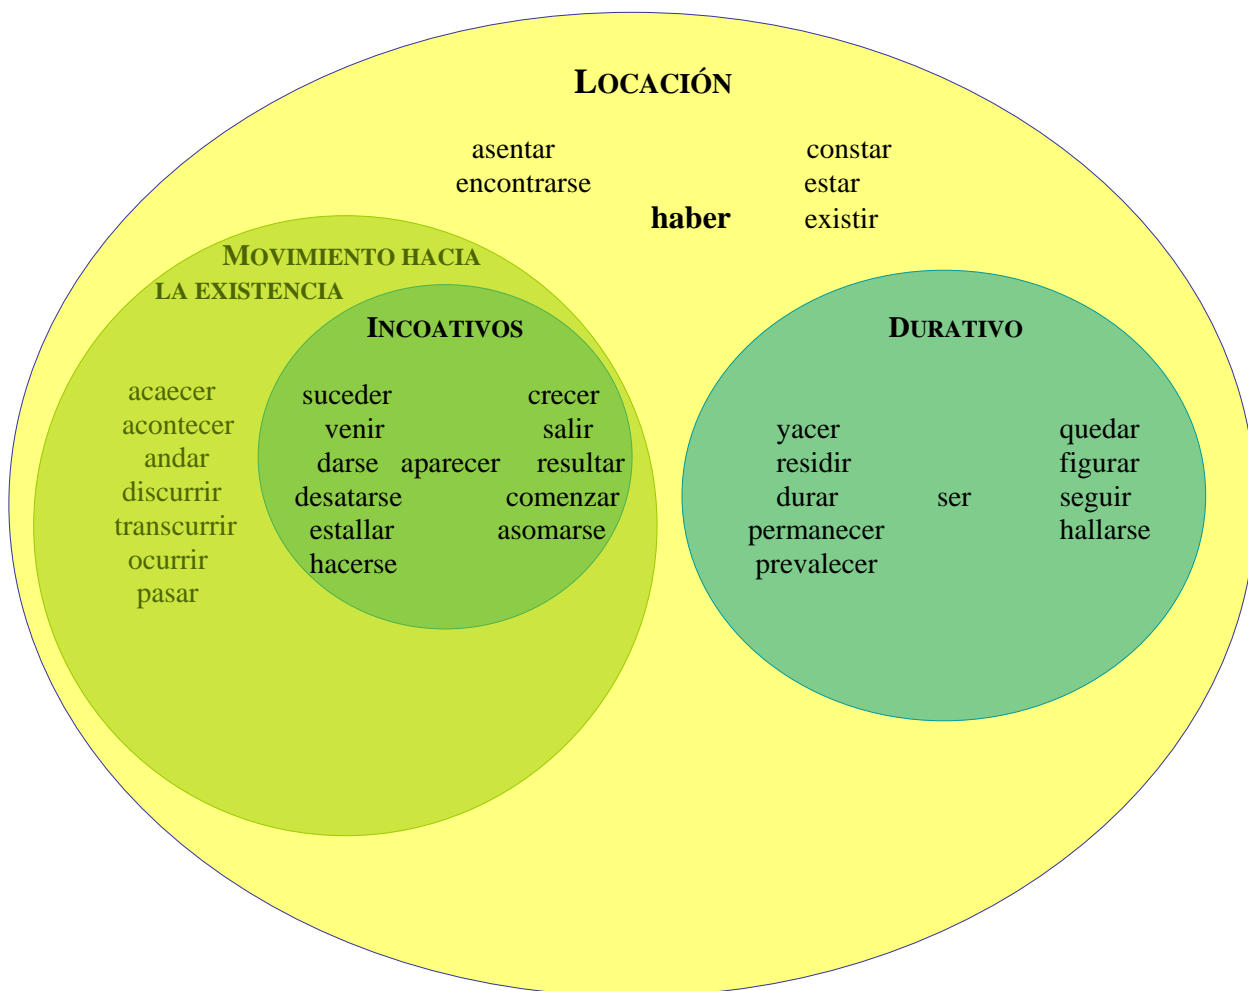 LOCACIÓN
asentar constar
encontrarse estar
haber existir
MOVIMIENTO HACIA
LA EXISTENCIA
INCOATIVOS
acaecer
acontecer
andar
discurrir
transcurrir
ocurrir
pasar
suceder crecer
venir salir
darse aparecer resultar
desatarse comenzar
estallar asomarse
hacerse
DURATIVO
yacer quedar
residir figurar
durar ser seguir
permanecer hallarse
prevalecer